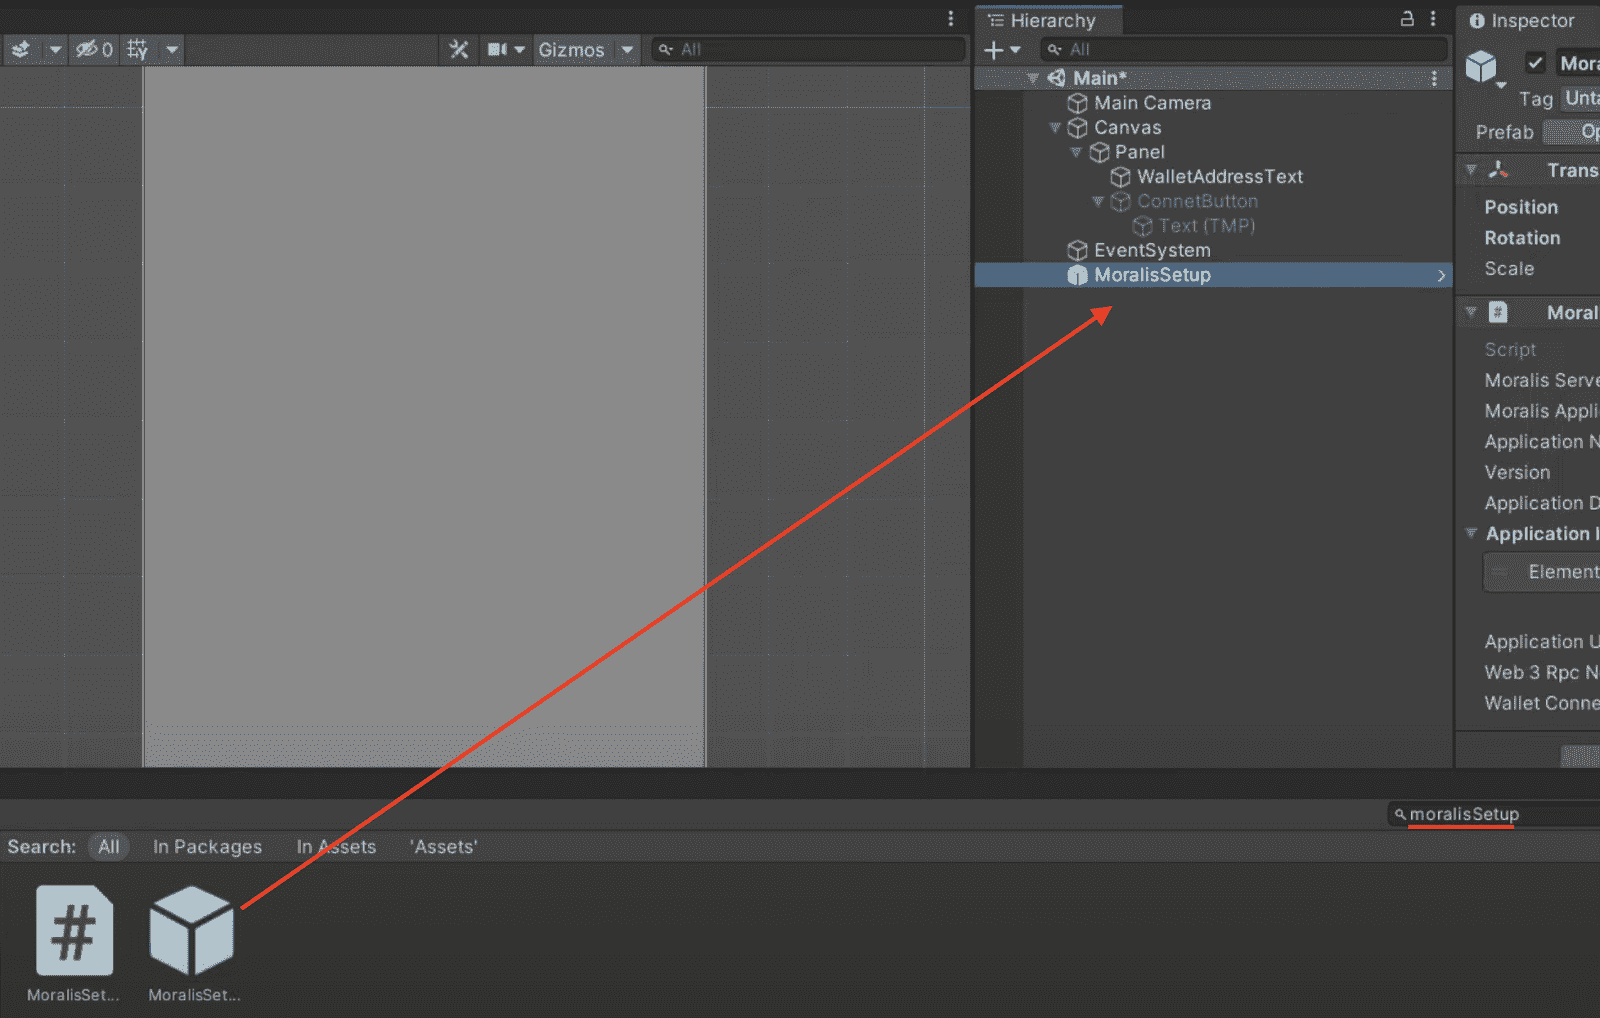 0
Gizmos
All
Hierarchy
All
Main*
Main Camera
Canvas
Panel
WalletAddressText
ConnetButton
Text (TMP)
EventSystem
MoralisSetup
Inspector
Mora
Tag Unta
Prefab Op
Trans
Position
Rotation
Scale
#
Moral
Script
Moralis Serve
Moralis Appli
Application N
Version
Application D
Application I
Element
Application U
Web 3 Rpc N
Wallet Conne
moralisSetup
Search: All In Packages In Assets 'Assets'
#
MoralisSet...
MoralisSet...